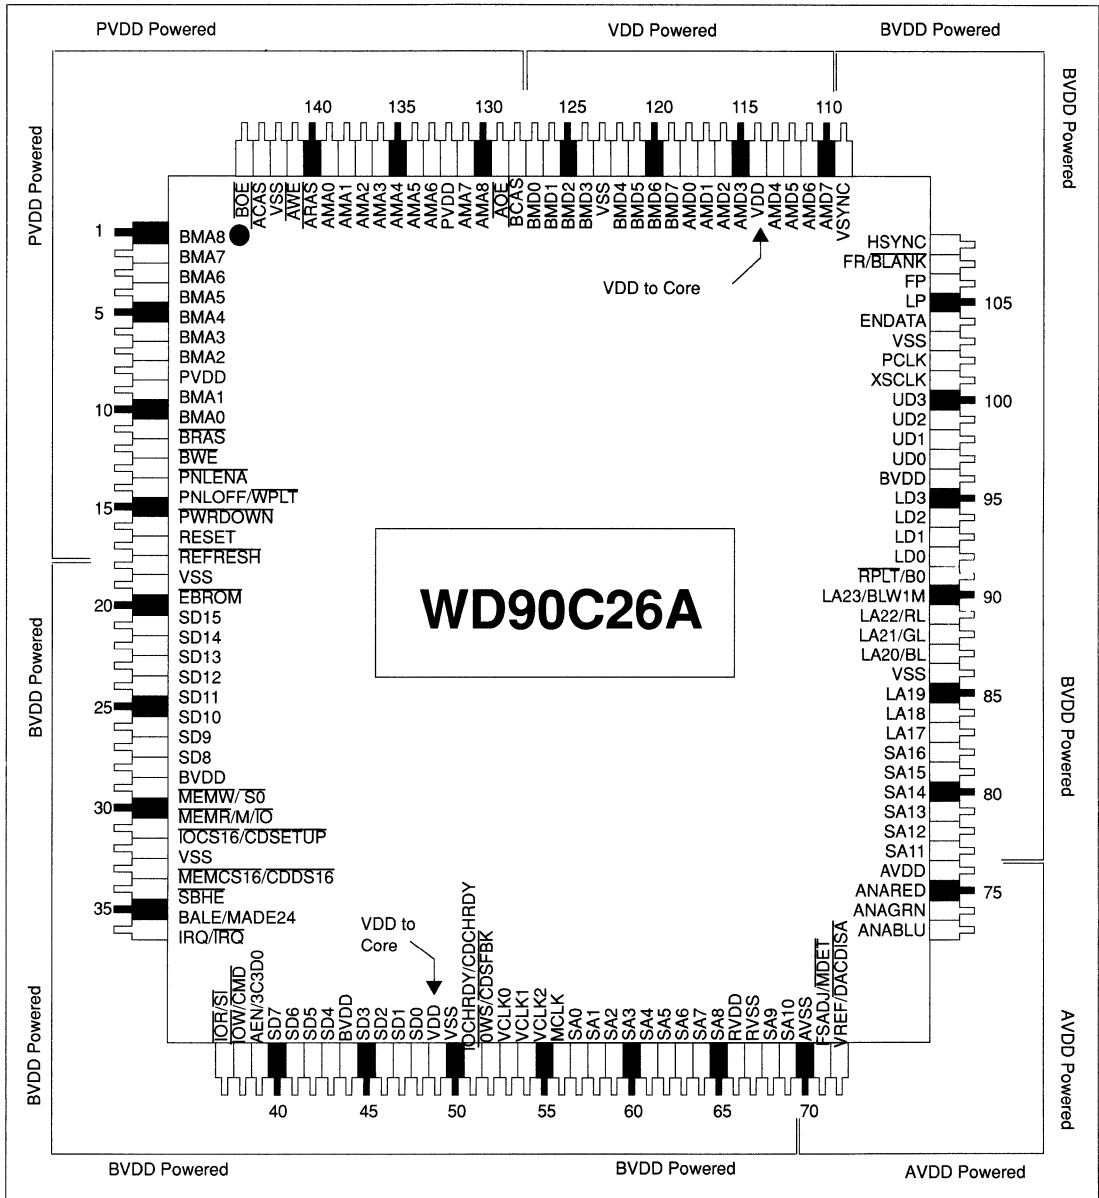 PVDD Powered
VDD Powered
BVDD Powered
BVDD Powered
PVDD Powered
140
135
130
125
120
115
110
BOE
ACAS
VSS
AWE
ARAS
AMA0
AMA1
AMA2
AMA3
AMA4
AMA5
AMA6
PVDD
AMA7
AMA8
AOE
BCAS
BMD0
BMD1
BMD2
BMD3
VSS
BMD4
BMD5
BMD6
BMD7
AMD0
AMD1
AMD2
AMD3
VDD
AMD4
AMD5
AMD6
AMD7
VSYNC
VDD to Core
1
5
10
15
20
25
30
35
BMA8
BMA7
BMA6
BMA5
BMA4
BMA3
BMA2
PVDD
BMA1
BMA0
BRAS
BWE
PNLENA
PNLOFF/WPLT
PWRDOWN
RESET
REFRESH
VSS
EBROM
SD15
SD14
SD13
SD12
SD11
SD10
SD9
SD8
BVDD
MEMW/ S0
MEMR/M/IO
IOCS16/CDSETUP
VSS
MEMCS16/CDDS16
SBHE
BALE/MADE24
IRQ/IRQ
WD90C26A
HSYNC
FR/BLANK
FP
LP
ENDATA
VSS
PCLK
XSCLK
UD3
UD2
UD1
UD0
BVDD
LD3
LD2
LD1
LD0
RPLT/B0
LA23/BLW1M
LA22/RL
LA21/GL
LA20/BL
VSS
LA19
LA18
LA17
SA16
SA15
SA14
SA13
SA12
SA11
AVDD
ANARED
ANAGRN
ANABLU
105
100
95
90
85
80
75
BVDD Powered
BVDD Powered
VDD to
Core
IOR/SI
IOW/CMD
AEN/3C3D0
SD7
SD6
SD5
SD4
BVDD
SD3
SD2
SD1
SD0
VDD
VSS
IOCHRDY/CDCHRDY
0WS/CDSFBK
VCLK0
VCLK1
VCLK2
MCLK
SA0
SA1
SA2
SA3
SA4
SA5
SA6
SA7
SA8
RVDD
RVSS
SA9
SA10
AVSS
FSADJ/MDET
VREF/DACDISA
40
45
50
55
60
65
70
BVDD Powered
AVDD Powered
BVDD Powered
BVDD Powered
AVDD Powered